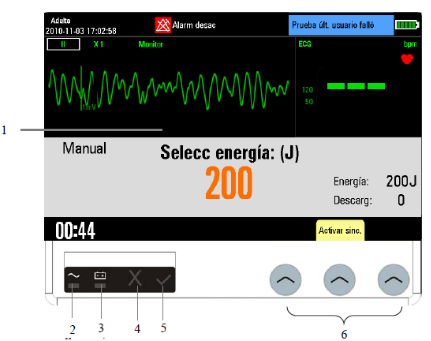 Adulto
2010-11-03 17:02:58
Alarm desac
Prueba últ. usuario falló
II X1 Monitor
ECG bpm
1mV
120
50
1
Manual
Selecc energía: (J)
200
Energía: 200J
Descarg: 0
00:44
Activar sinc.
2 3 4 5 6